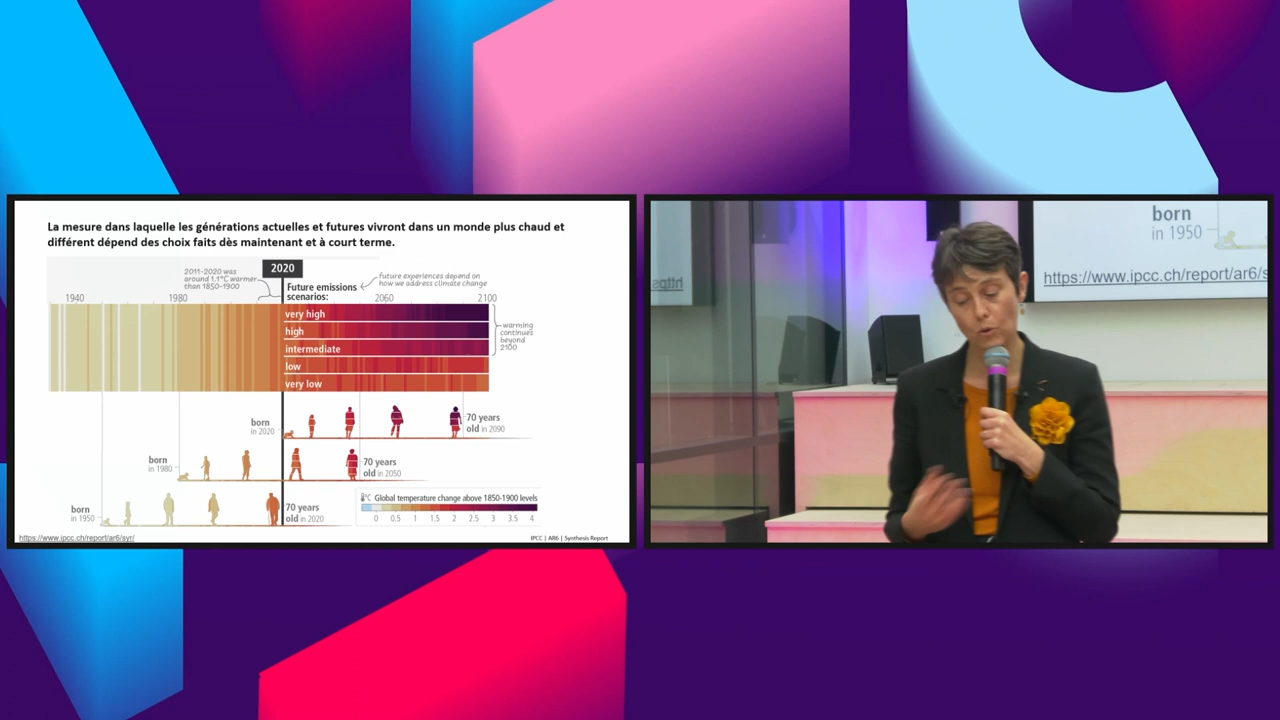 La mesure dans laquelle les générations actuelles et futures vivront dans un monde plus chaud et
différent dépend des choix faits dès maintenant et à court terme.
2020
2011-2020 was
around 1.1°C warmer
than 1850-1900
future experiences depend on
how we address climate change
Future emissions
scenarios:
1940
1980
2060
2100
very high
high
intermediate
low
very low
warming
continues
beyond
2100
born
in 2020
70 years
old in 2090
born
in 1980
70 years
old in 2050
born
in 1950
70 years
old in 2020
°C Global temperature change above 1850-1900 levels
0 0.5 1 1.5 2 2.5 3 3.5 4
https://www.ipcc.ch/report/ar6/syr/
IPCC | AR6 | Synthesis Report
born
in 1950
https://www.ipcc.ch/report/ar6/s
https